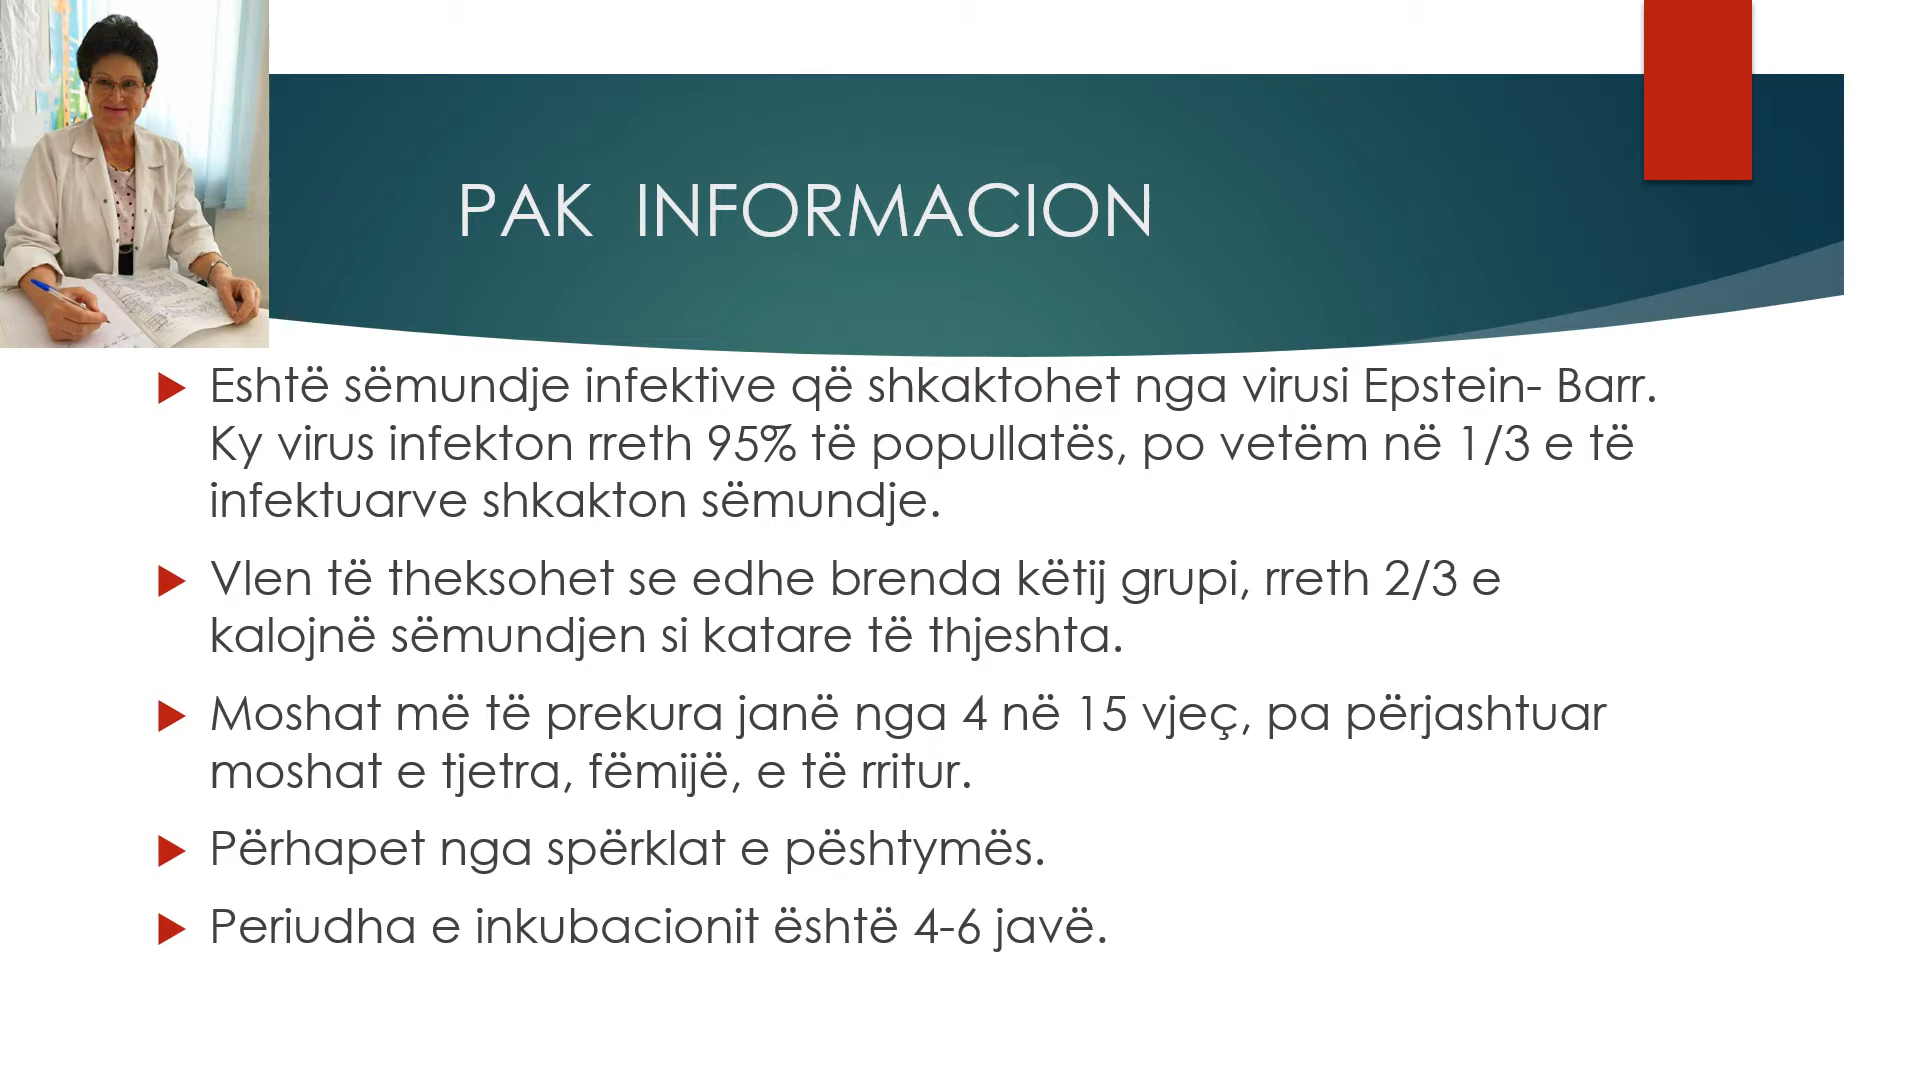 PAK INFORMACION
Eshtë sëmundje infektive që shkaktohet nga virusi Epstein- Barr.
Ky virus infekton rreth 95% të popullatës, po vetëm në 1/3 e të
infektuarve shkakton sëmundje.
Vlen të theksohet se edhe brenda këtij grupi, rreth 2/3 e
kalojnë sëmundjen si katare të thjeshta.
Moshat më të prekura janë nga 4 në 15 vjeç, pa përjashtuar
moshat e tjetra, fëmijë, e të rritur.
Përhapet nga spërklat e pështymës.
Periudha e inkubacionit është 4-6 javë.